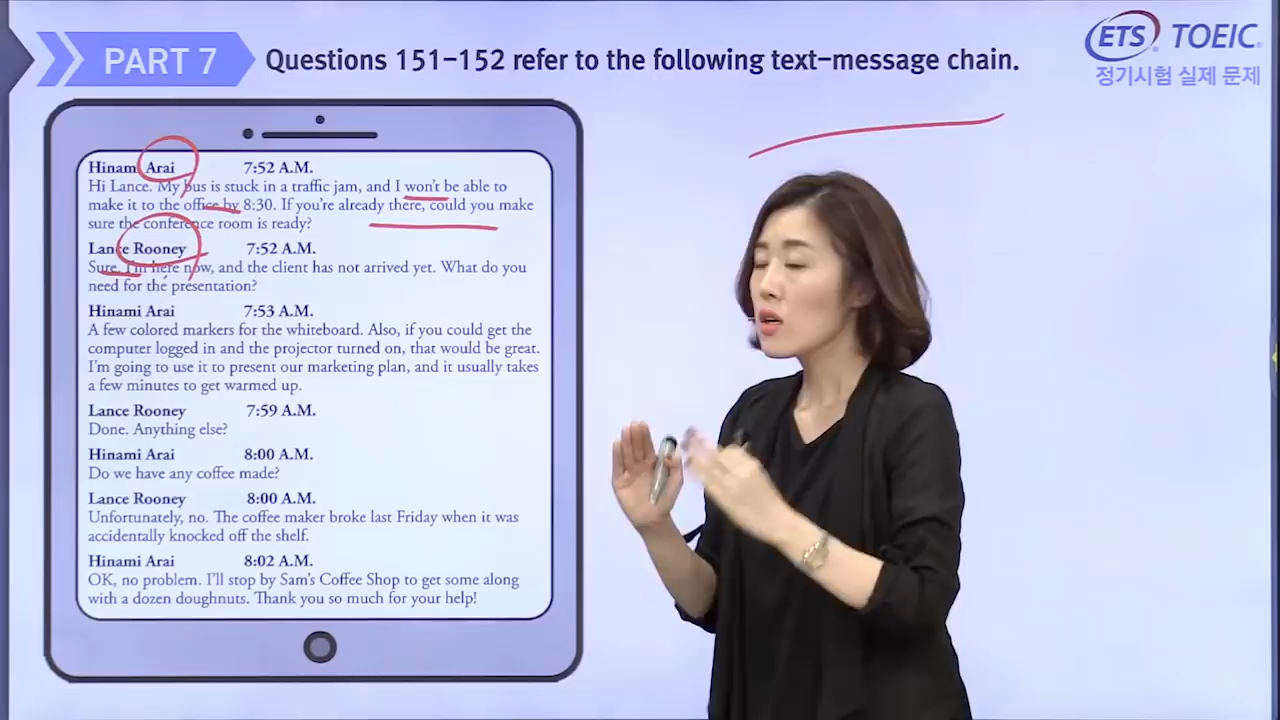 PART 7
Questions 151–152 refer to the following text–message chain.
ETS TOEIC
정기시험 실제 문제
Hinami Arai 7:52 A.M.
Hi Lance. My bus is stuck in a traffic jam, and I won't be able to
make it to the office by 8:30. If you're already there, could you make
sure the conference room is ready?
Lance Rooney 7:52 A.M.
Sure. I'm here now, and the client has not arrived yet. What do you
need for the presentation?
Hinami Arai 7:53 A.M.
A few colored markers for the whiteboard. Also, if you could get the
computer logged in and the projector turned on, that would be great.
I'm going to use it to present our marketing plan, and it usually takes
a few minutes to get warmed up.
Lance Rooney 7:59 A.M.
Done. Anything else?
Hinami Arai 8:00 A.M.
Do we have any coffee made?
Lance Rooney 8:00 A.M.
Unfortunately, no. The coffee maker broke last Friday when it was
accidentally knocked off the shelf.
Hinami Arai 8:02 A.M.
OK, no problem. I'll stop by Sam's Coffee Shop to get some along
with a dozen doughnuts. Thank you so much for your help!